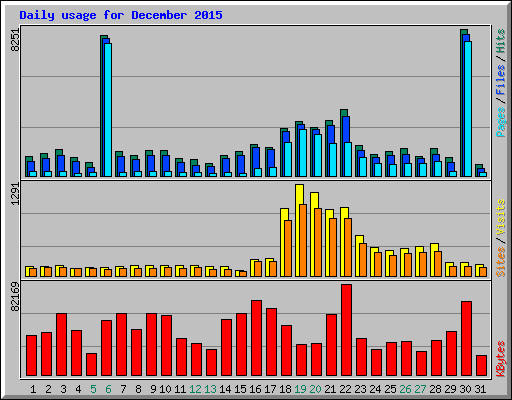 Daily usage for December 2015
8251
Pages / Files / Hits
1291
Sites / Visits
82169
KBytes
1 2 3 4 5 6 7 8 9 10 11 12 13 14 15 16 17 18 19 20 21 22 23 24 25 26 27 28 29 30 31